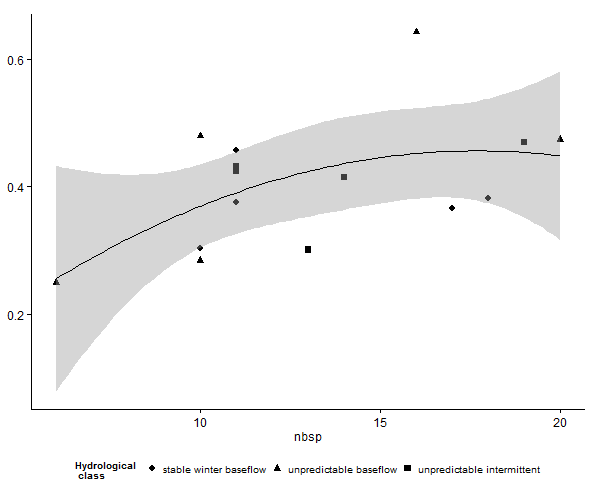 0.6
0.4
0.2
10 15 20
nbsp
Hydrological
class
stable winter baseflow unpredictable baseflow unpredictable intermittent